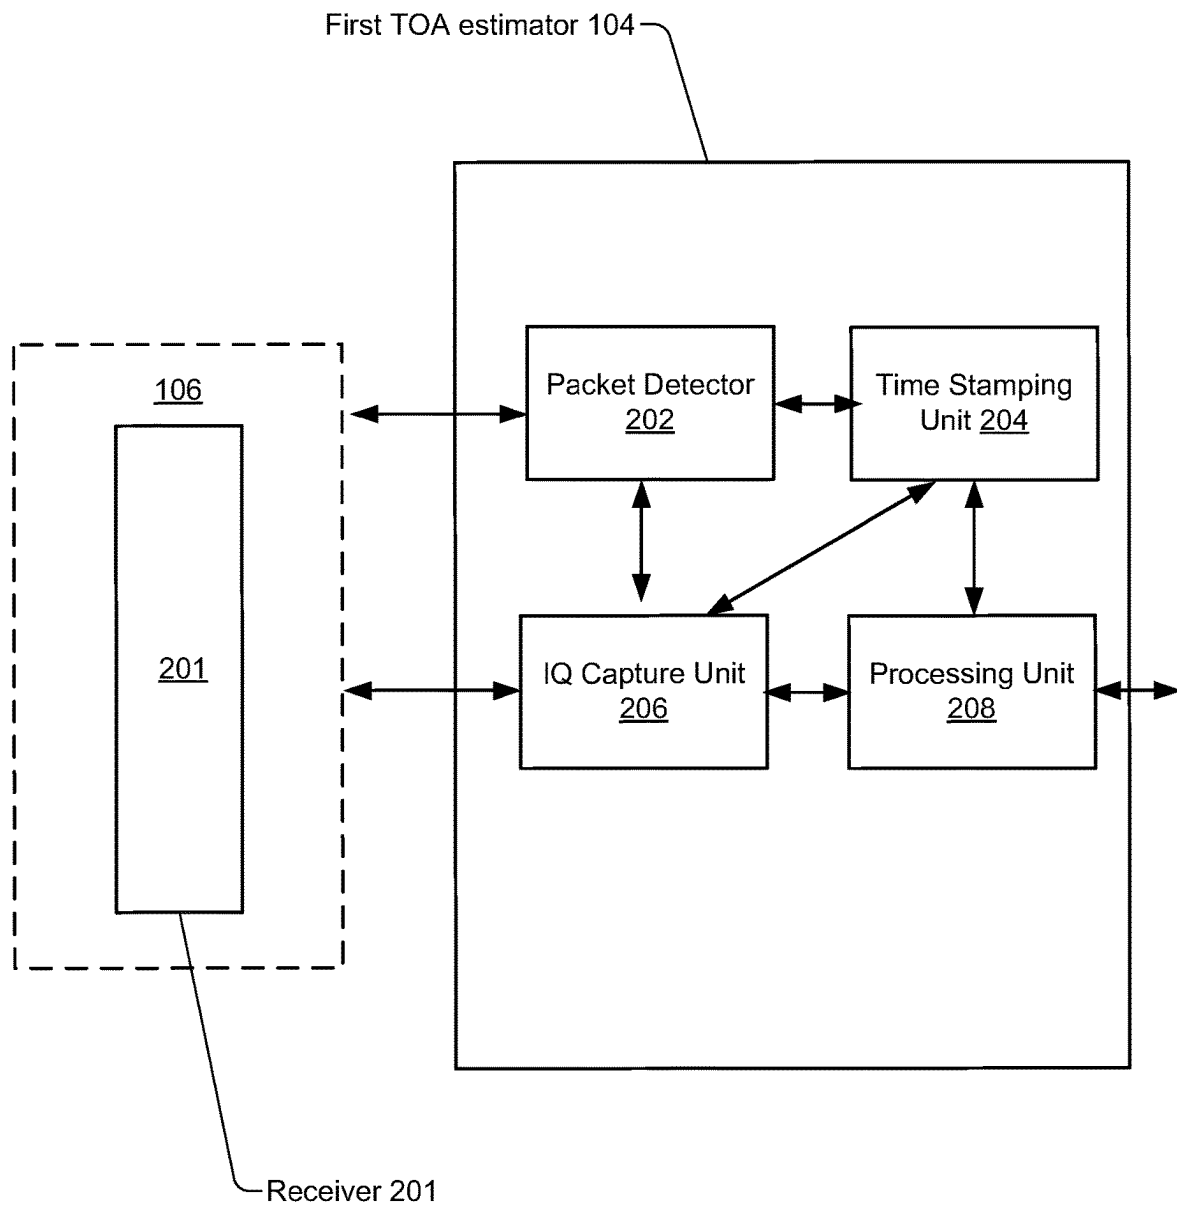 First TOA estimator 104
106
201
Packet Detector
202
Time Stamping
Unit 204
IQ Capture Unit
206
Processing Unit
208
Receiver 201